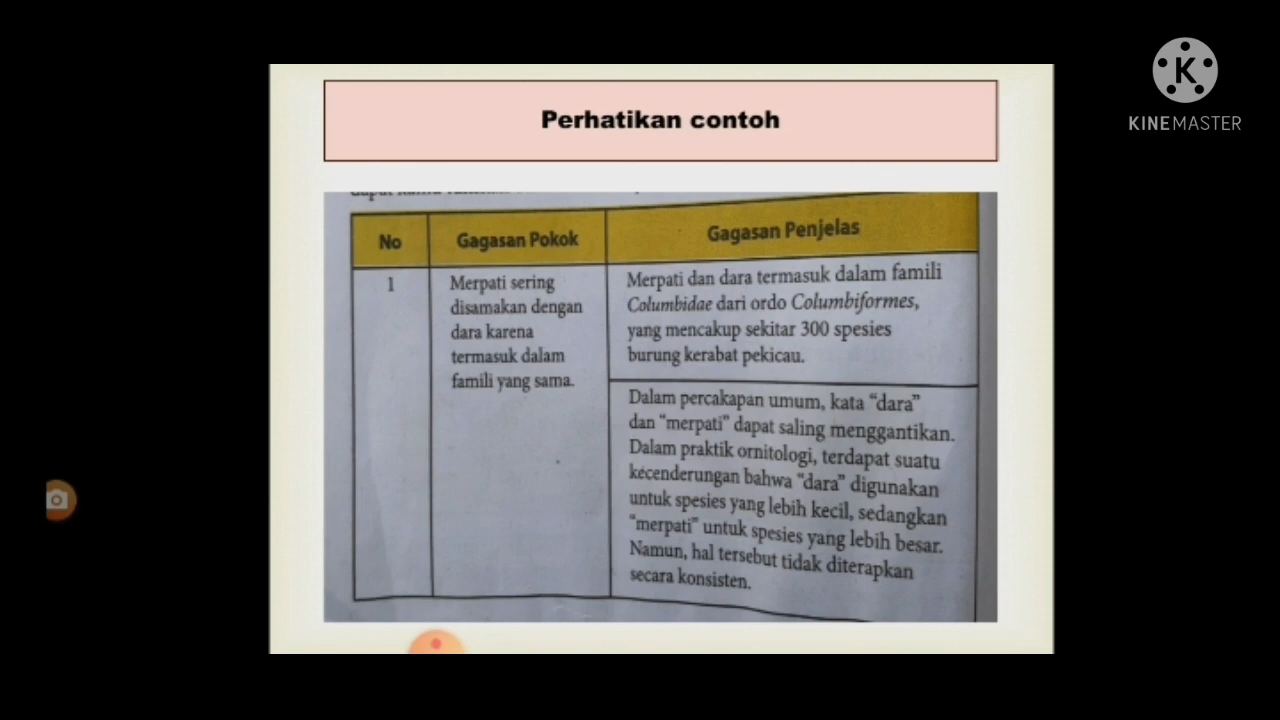 Perhatikan contoh
KINEMASTER
No
Gagasan Pokok
Gagasan Penjelas
1
Merpati sering
disamakan dengan
dara karena
termasuk dalam
famili yang sama.
Merpati dan dara termasuk dalam famili
Columbidae dari ordo Columbiformes,
yang mencakup sekitar 300 spesies
burung kerabat pekicau.
Dalam percakapan umum, kata “dara”
dan “merpati” dapat saling menggantikan.
Dalam praktik ornitologi, terdapat suatu
kecenderungan bahwa “dara” digunakan
untuk spesies yang lebih kecil, sedangkan
“merpati” untuk spesies yang lebih besar.
Namun, hal tersebut tidak diterapkan
secara konsisten.